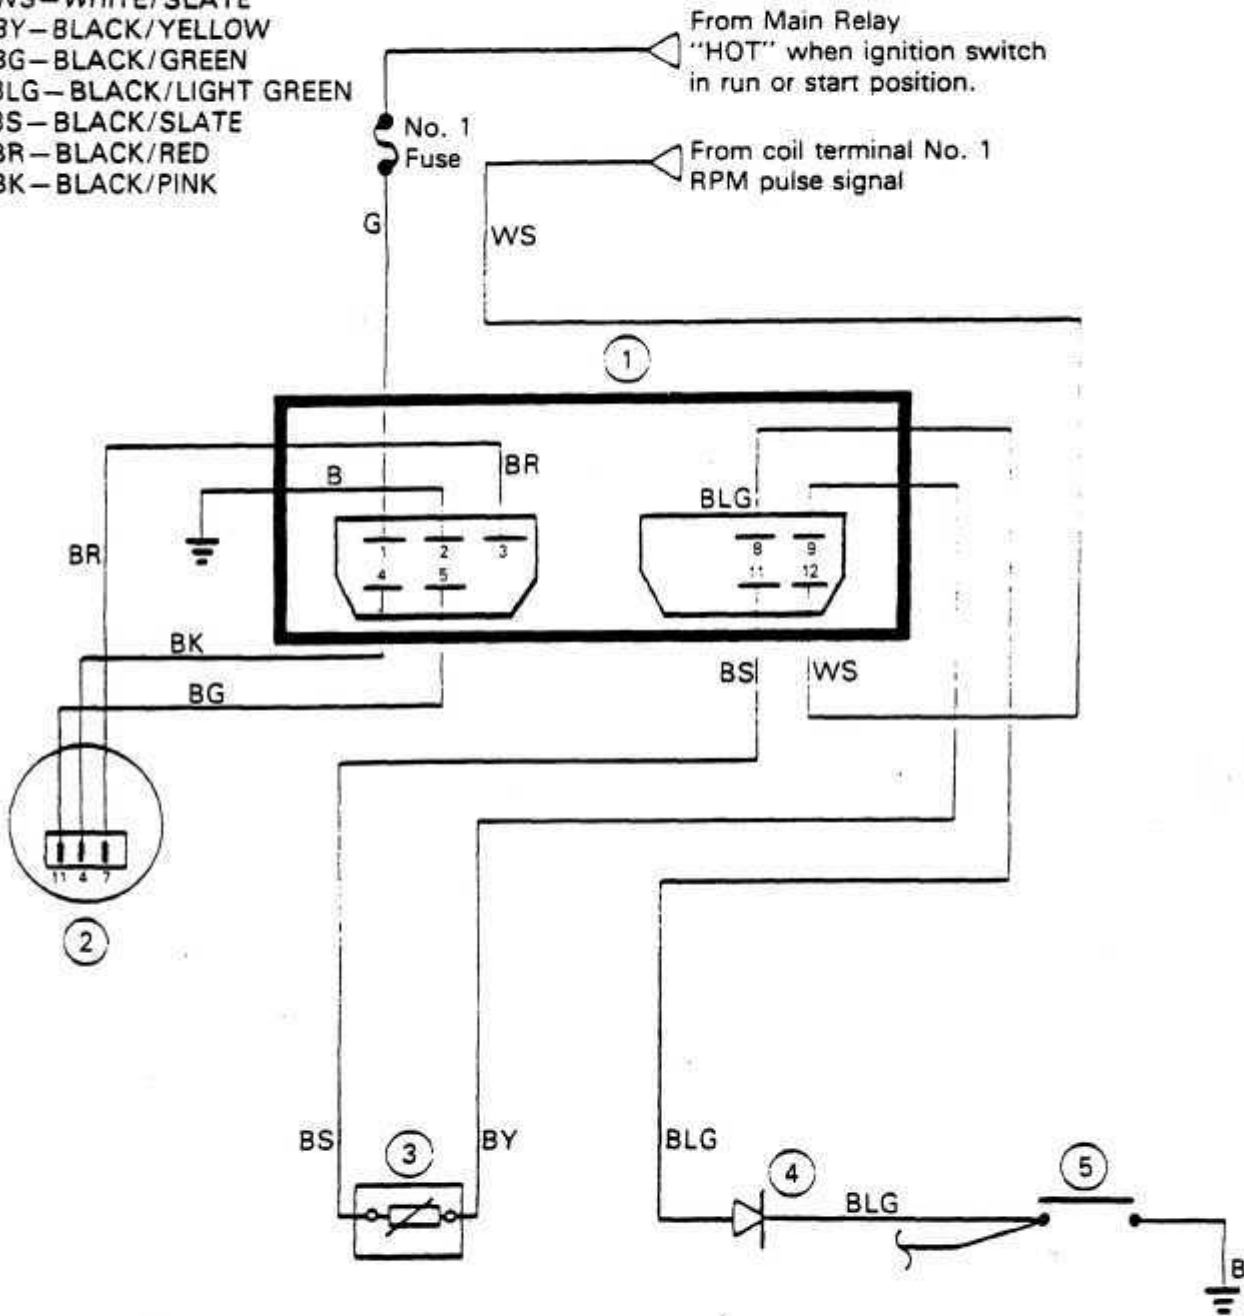 WS—WHITE/SLATE
BY—BLACK/YELLOW
BG—BLACK/GREEN
BLG—BLACK/LIGHT GREEN
BS—BLACK/SLATE
BR—BLACK/RED
BK—BLACK/PINK
From Main Relay
"HOT" when ignition switch
in run or start position.
No. 1
Fuse
From coil terminal No. 1
RPM pulse signal
G
WS
1
BR
B
BLG
BR
1 2 3
4 5
8 9
11 12
BK
BG
BS
WS
11 4 7
2
BS
3
BY
BLG
4
BLG
5
B